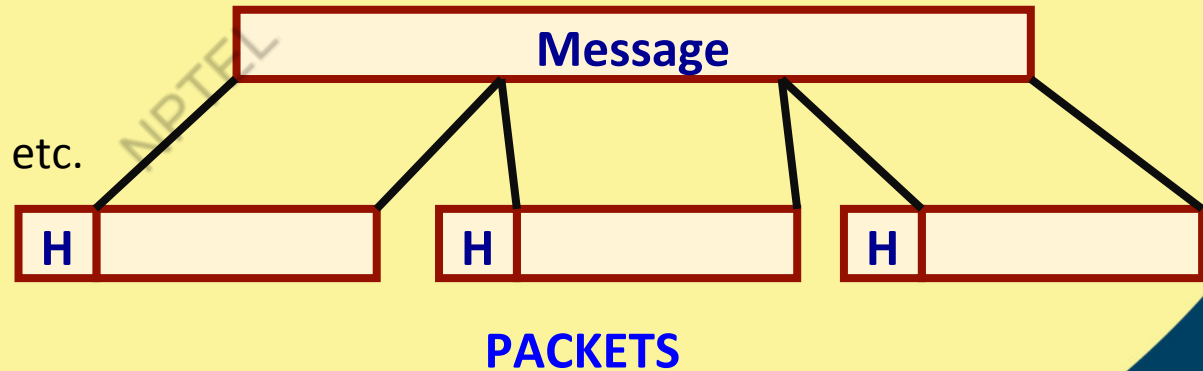 Message
NPTEL
etc.
H H H
PACKETS